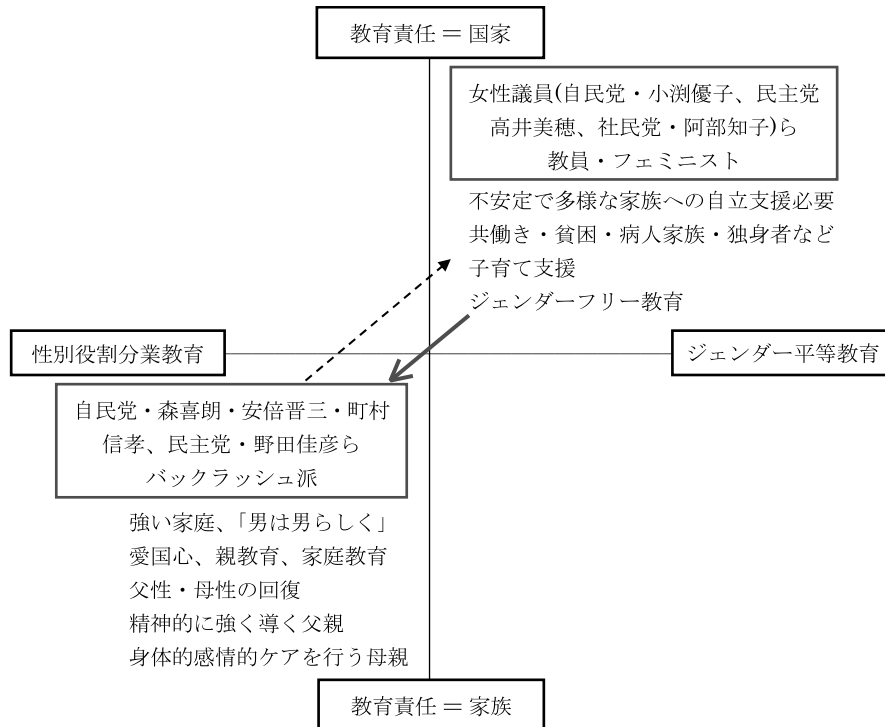 教育責任＝国家
女性議員(自民党・小渕優子、民主党
高井美穂、社民党・阿部知子)ら
教員・フェミニスト
不安定で多様な家族への自立支援必要
共働き・貧困・病人家族・独身者など
子育て支援
ジェンダーフリー教育
性別役割分業教育
ジェンダー平等教育
自民党・森喜朗・安倍晋三・町村
信孝、民主党・野田佳彦ら
バックラッシュ派
強い家庭、「男は男らしく」
愛国心、親教育、家庭教育
父性・母性の回復
精神的に強く導く父親
身体的感情的ケアを行う母親
教育責任＝家族